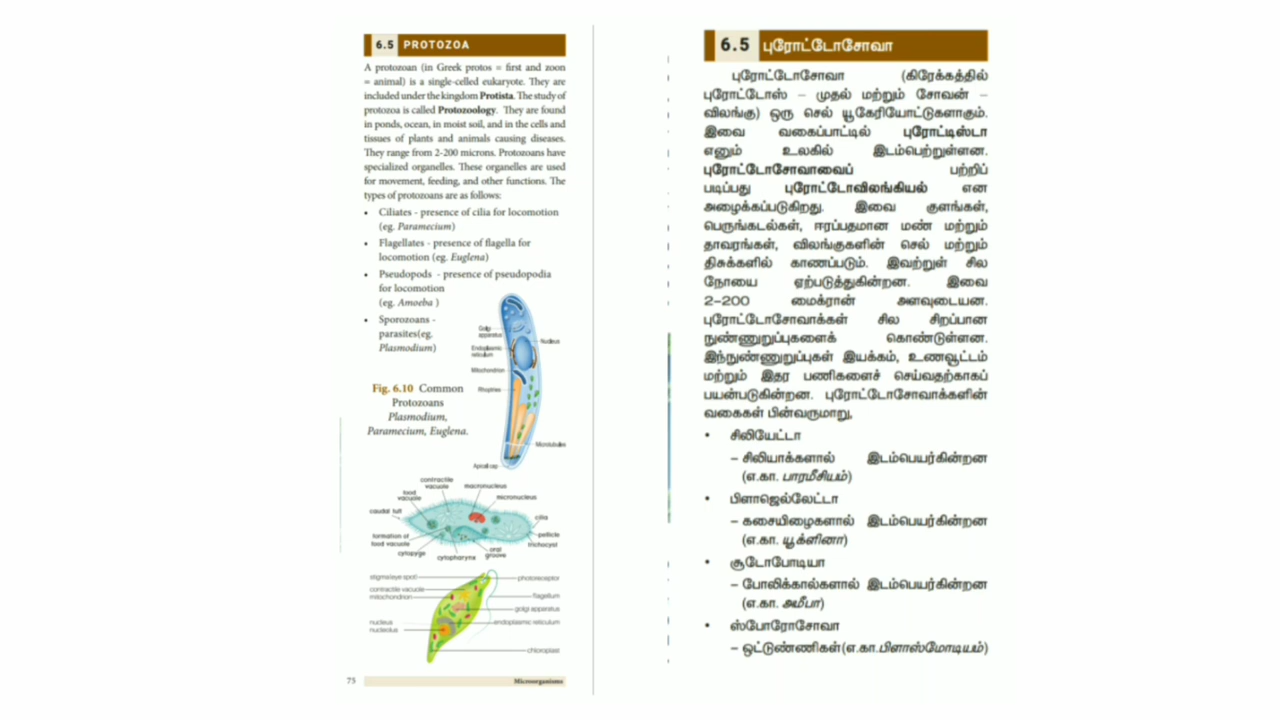 6.5 PROTOZOA
A protozoan (in Greek protos = first and zoon
= animal) is a single-celled eukaryote. They are
included under the kingdom Protista. The study of
protozoa is called Protozoology. They are found
in ponds, ocean, in moist soil, and in the cells and
tissues of plants and animals causing diseases.
They range from 2-200 microns. Protozoans have
specialized organelles. These organelles are used
for movement, feeding, and other functions. The
types of protozoans are as follows:
• Ciliates - presence of cilia for locomotion
(eg. Paramecium)
• Flagellates - presence of flagella for
locomotion (eg. Euglena)
• Pseudopods - presence of pseudopodia
for locomotion
(eg. Amoeba )
• Sporozoans -
parasites(eg.
Plasmodium)
Golgi
apparatus
Nucleus
Endoplasmic
reticulum
Mitochondrion
Rhoptries
Microtubules
Apical cap
Fig. 6.10 Common
Protozoans
Plasmodium,
Paramecium, Euglena.
contractile
vacuole
macronucleus
food
vacuole
micronucleus
caudal tuft
cilia
formation of
food vacuole
pellicle
trichocyst
cytopyge
cytopharynx
oral
groove
stigma(eye spot)
photoreceptor
contractile vacuole
mitochondrion
flagellum
golgi apparatus
nucleus
endoplasmic reticulum
nucleolus
chloroplast
75 Microorganisms
6.5 புரோட்டோசோவா
புரோட்டோசோவா (கிரேக்கத்தில்
புரோட்டோஸ் – முதல் மற்றும் சோவன் –
விலங்கு) ஒரு செல் யூகேரியோட்டுகளாகும்.
இவை வகைப்பாட்டில் புரோட்டிஸ்டா
எனும் உலகில் இடம்பெற்றுள்ளன.
புரோட்டோசோவாவைப் பற்றிப்
படிப்பது புரோட்டோவிலங்கியல் என
அழைக்கப்படுகிறது. இவை குளங்கள்,
பெருங்கடல்கள், ஈரப்பதமான மண் மற்றும்
தாவரங்கள், விலங்குகளின் செல் மற்றும்
திசுக்களில் காணப்படும். இவற்றுள் சில
நோயை ஏற்படுத்துகின்றன. இவை
2–200 மைக்ரான் அளவுடையன.
புரோட்டோசோவாக்கள் சில சிறப்பான
நுண்ணுறுப்புகளைக் கொண்டுள்ளன.
இந்நுண்ணுறுப்புகள் இயக்கம், உணவூட்டம்
மற்றும் இதர பணிகளைச் செய்வதற்காகப்
பயன்படுகின்றன. புரோட்டோசோவாக்களின்
வகைகள் பின்வருமாறு,
• சிலியேட்டா
– சிலியாக்களால் இடம்பெயர்கின்றன
(எ.கா. பாரமீசியம்)
• பிளாஜெல்லேட்டா
– கசையிழைகளால் இடம்பெயர்கின்றன
(எ.கா. யூக்ளினா)
• சூடோபோடியா
– போலிக்கால்களால் இடம்பெயர்கின்றன
(எ.கா. அமீபா)
• ஸ்போரோசோவா
– ஒட்டுண்ணிகள்(எ.கா.பிளாஸ்மோடியம்)